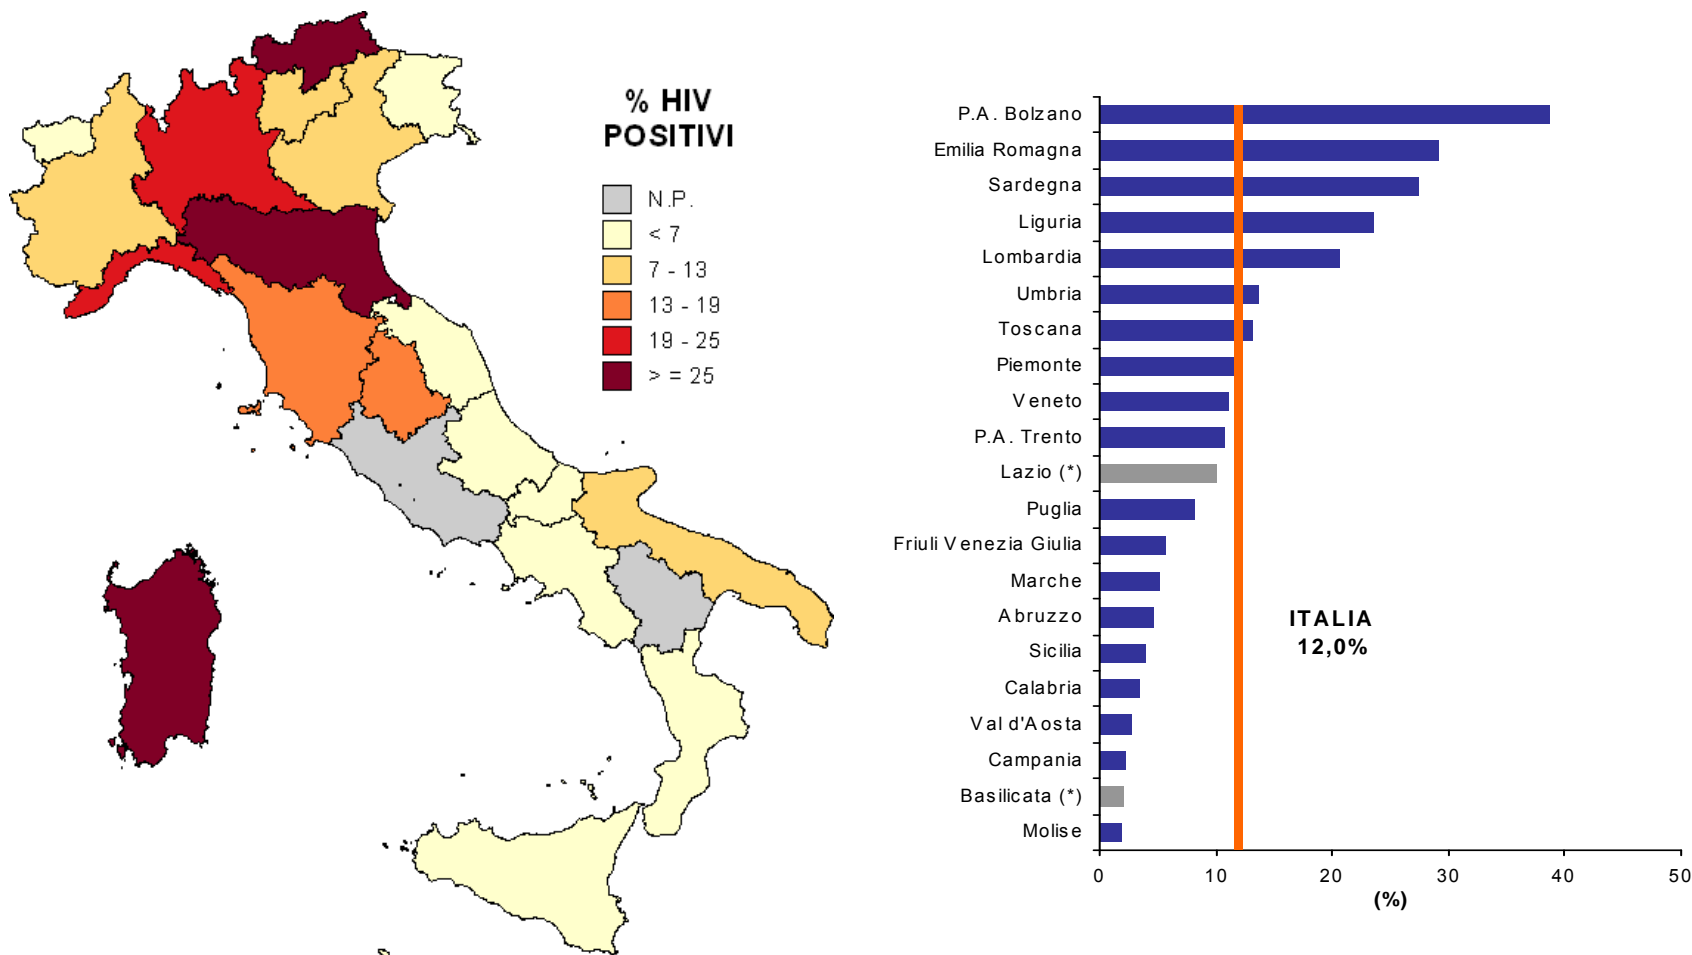 % HIV
POSITIVI
N.P.
< 7
7 - 13
13 - 19
19 - 25
> = 25
P.A. Bolzano
Emilia Romagna
Sardegna
Liguria
Lombardia
Umbria
Toscana
Piemonte
Veneto
P.A. Trento
Lazio (*)
Puglia
Friuli Venezia Giulia
Marche
Abruzzo
Sicilia
Calabria
Val d'Aosta
Campania
Basilicata (*)
Molise
ITALIA
12,0%
0 10 20 30 40 50
(%)